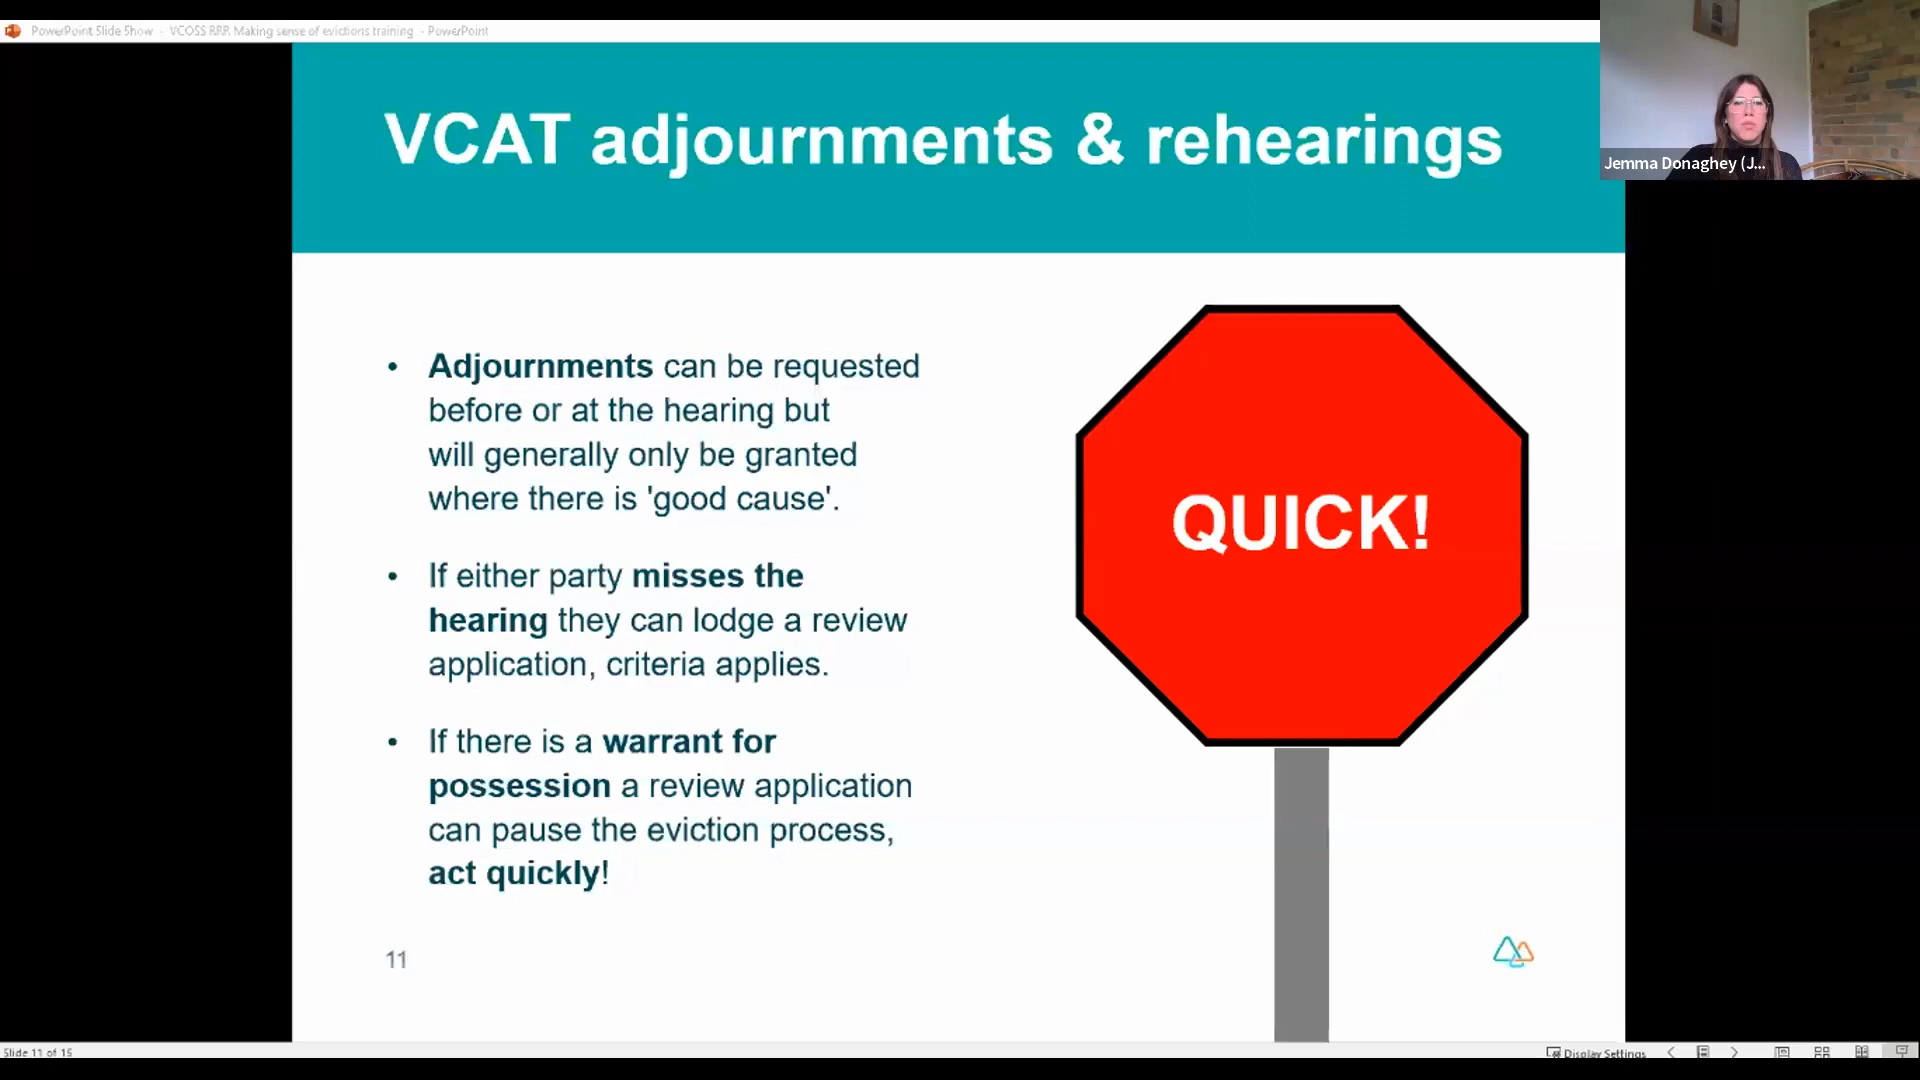 PowerPoint Slide Show - VCOSS RRR Making sense of evictions training - PowerPoint
Jemma Donaghey (J...
VCAT adjournments & rehearings
• Adjournments can be requested
before or at the hearing but
will generally only be granted
where there is 'good cause'.
• If either party misses the
hearing they can lodge a review
application, criteria applies.
• If there is a warrant for
possession a review application
can pause the eviction process,
act quickly!
QUICK!
11
Slide 11 of 15
Display Settings